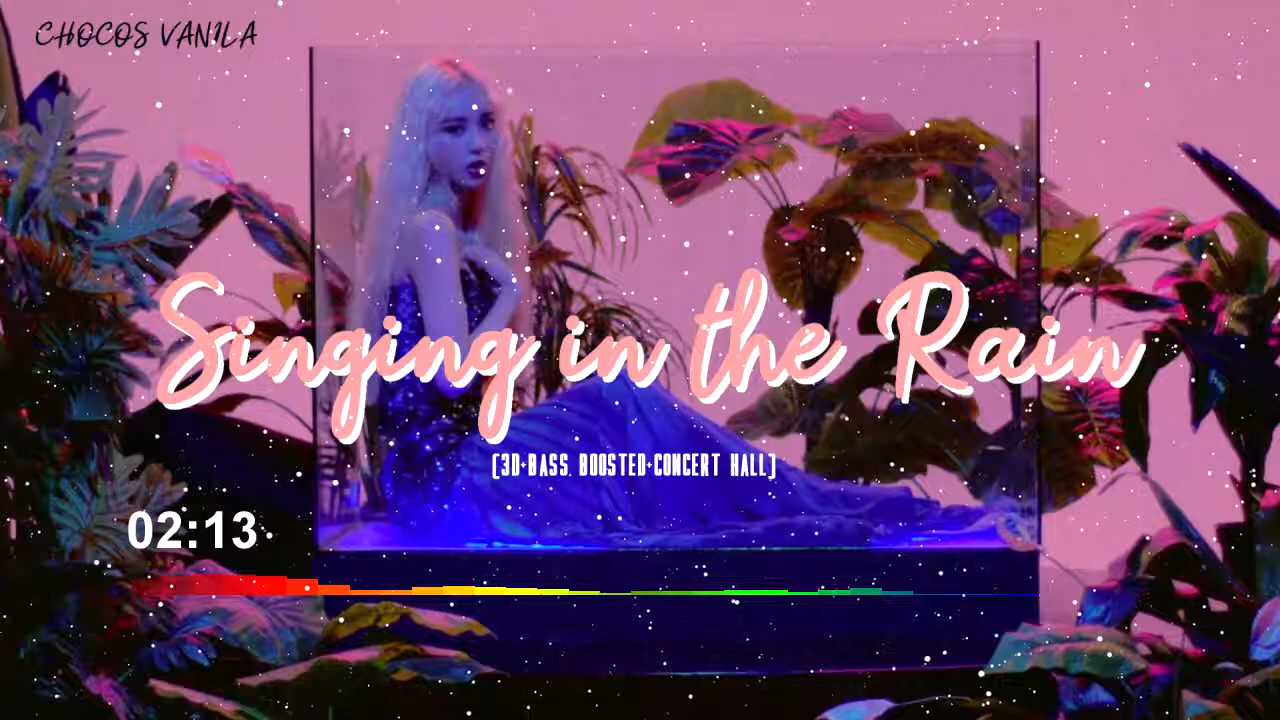 CHOCOS VANILA
Singing in the Rain
[3D+BASS. BOOSTED+CONCERT HALL]
02:13